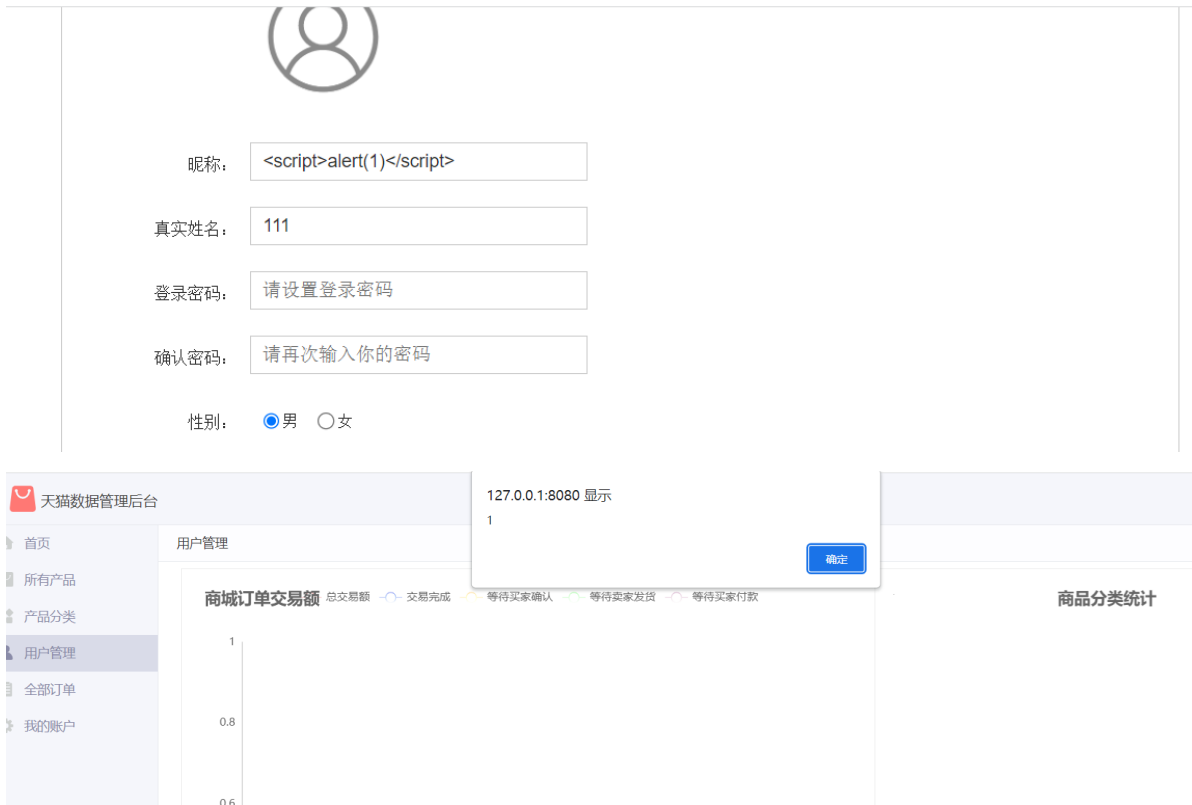 昵称： <script>alert(1)</script>
真实姓名： 111
登录密码： 请设置登录密码
确认密码： 请再次输入你的密码
性别： 男 女
天猫数据管理后台
127.0.0.1:8080 显示
1
确定
首页
所有产品
产品分类
用户管理
全部订单
我的账户
用户管理
商城订单交易额 总交易额 交易完成 等待买家确认 等待卖家发货 等待买家付款
商品分类统计
1
0.8
0.6